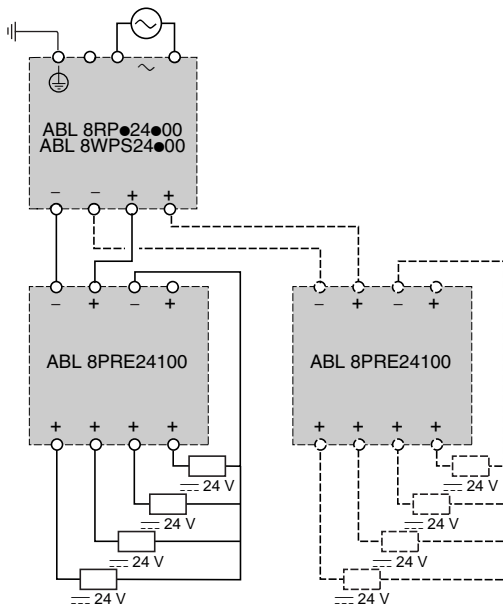 ABL 8RP●24●00
ABL 8WPS24●00
– – + +
– + – +
– + – +
ABL 8PRE24100
ABL 8PRE24100
+ + + +
+ + + +
24 V
24 V
24 V
24 V
24 V
24 V
24 V
24 V